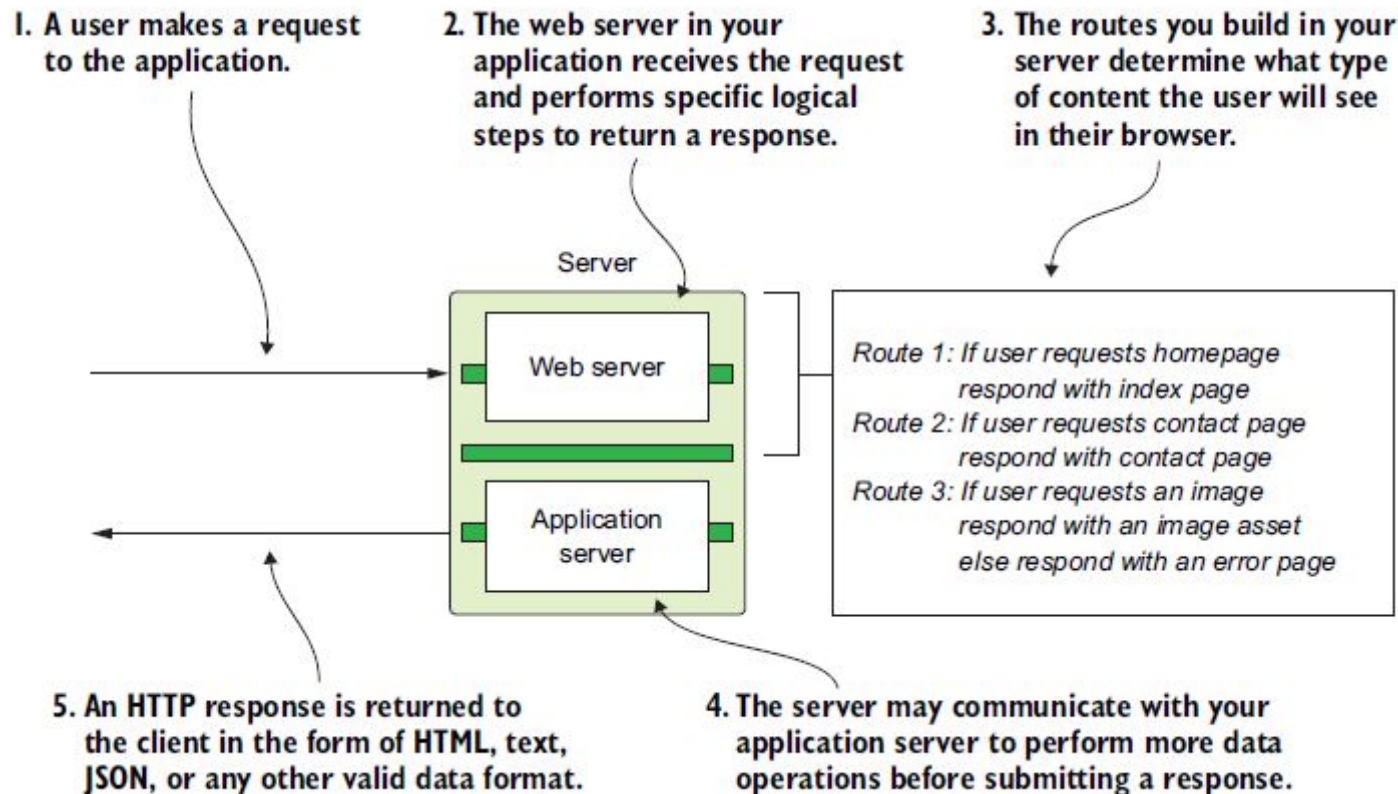 1. A user makes a request
to the application.
2. The web server in your
application receives the request
and performs specific logical
steps to return a response.
3. The routes you build in your
server determine what type
of content the user will see
in their browser.
Server
Web server
Application
server
Route 1: If user requests homepage
respond with index page
Route 2: If user requests contact page
respond with contact page
Route 3: If user requests an image
respond with an image asset
else respond with an error page
5. An HTTP response is returned to
the client in the form of HTML, text,
JSON, or any other valid data format.
4. The server may communicate with your
application server to perform more data
operations before submitting a response.